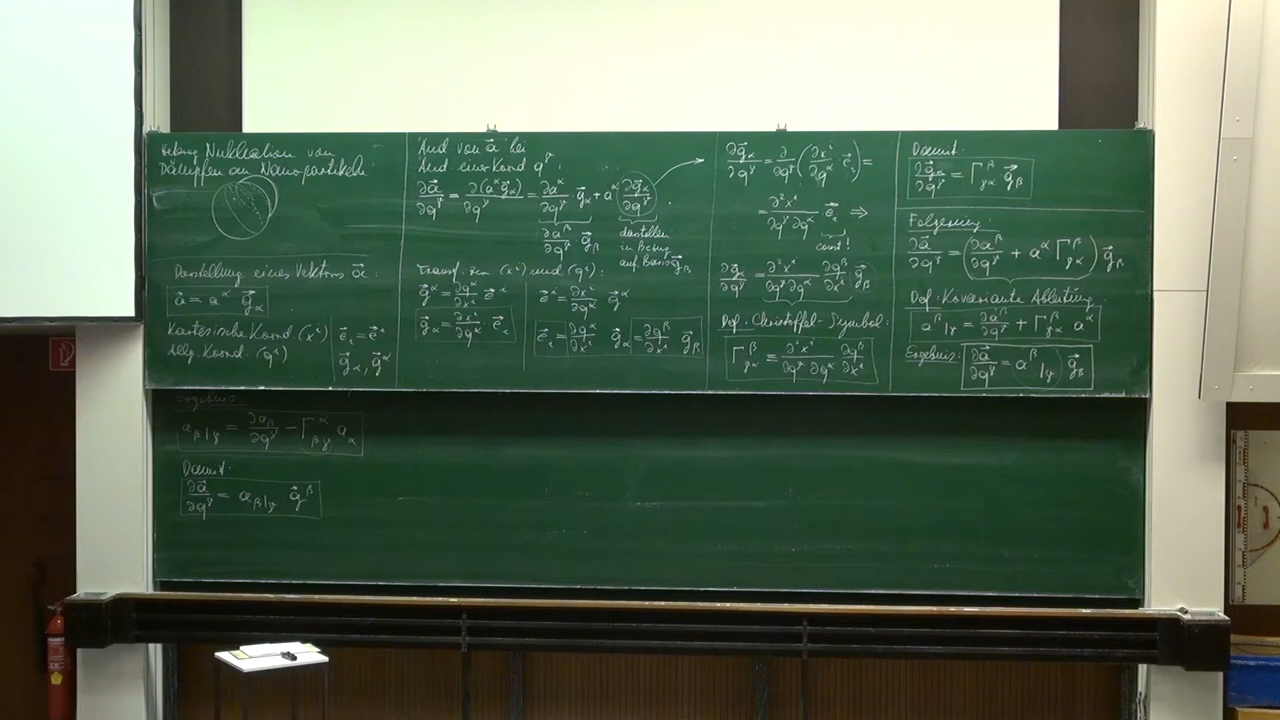 Nukleation von
Dämpfen an Nanopartikeln
Darstellung eines Vektors a⃗ :
a⃗ = a^α g⃗_α
Kartesische Koord (x^i)
Allg. Koord. (q^i)
e⃗_i = e⃗^i
g⃗_α, g⃗^α
Änd. von a⃗ bei
Änd einer Koord q^γ:
∂a⃗/∂q^γ = ∂(a^α g⃗_α)/∂q^γ = ∂a^α/∂q^γ g⃗_α + a^α ∂g⃗_α/∂q^γ
∂a^β/∂q^γ g⃗_β
darstellen
in Bezug
auf Basis g⃗_β
Transf. von (x^i) und (q^i):
g⃗^α = ∂q^α/∂x^i e⃗^i
g⃗_α = ∂x^i/∂q^α e⃗_i
e⃗^i = ∂x^i/∂q^α g⃗^α
e⃗_i = ∂q^α/∂x^i g⃗_α = ∂q^β/∂x^i g⃗_β
∂g⃗_α/∂q^γ = ∂/∂q^γ (∂x^i/∂q^α e⃗_i) =
= ∂²x^i/∂q^γ∂q^α e⃗_i ⇒
const!
∂g⃗_α/∂q^γ = ∂²x^i/∂q^γ∂q^α ∂q^β/∂x^i g⃗_β
Def: Christoffel-Symbol:
Γ^β_γα = ∂²x^i/∂q^γ∂q^α ∂q^β/∂x^i
Damit:
∂g⃗_α/∂q^γ = Γ^β_γα g⃗_β
Folgerung:
∂a⃗/∂q^γ = (∂a^β/∂q^γ + a^α Γ^β_γα) g⃗_β
Def: Kovariante Ableitung
a^β|_γ = ∂a^β/∂q^γ + Γ^β_γα a^α
Ergebnis: ∂a⃗/∂q^γ = a^β|_γ g⃗_β
Ergebnis:
a_β|γ = ∂a_β/∂q^γ − Γ^α_βγ a_α
Damit:
∂a⃗/∂q^γ = a_β|γ g⃗^β